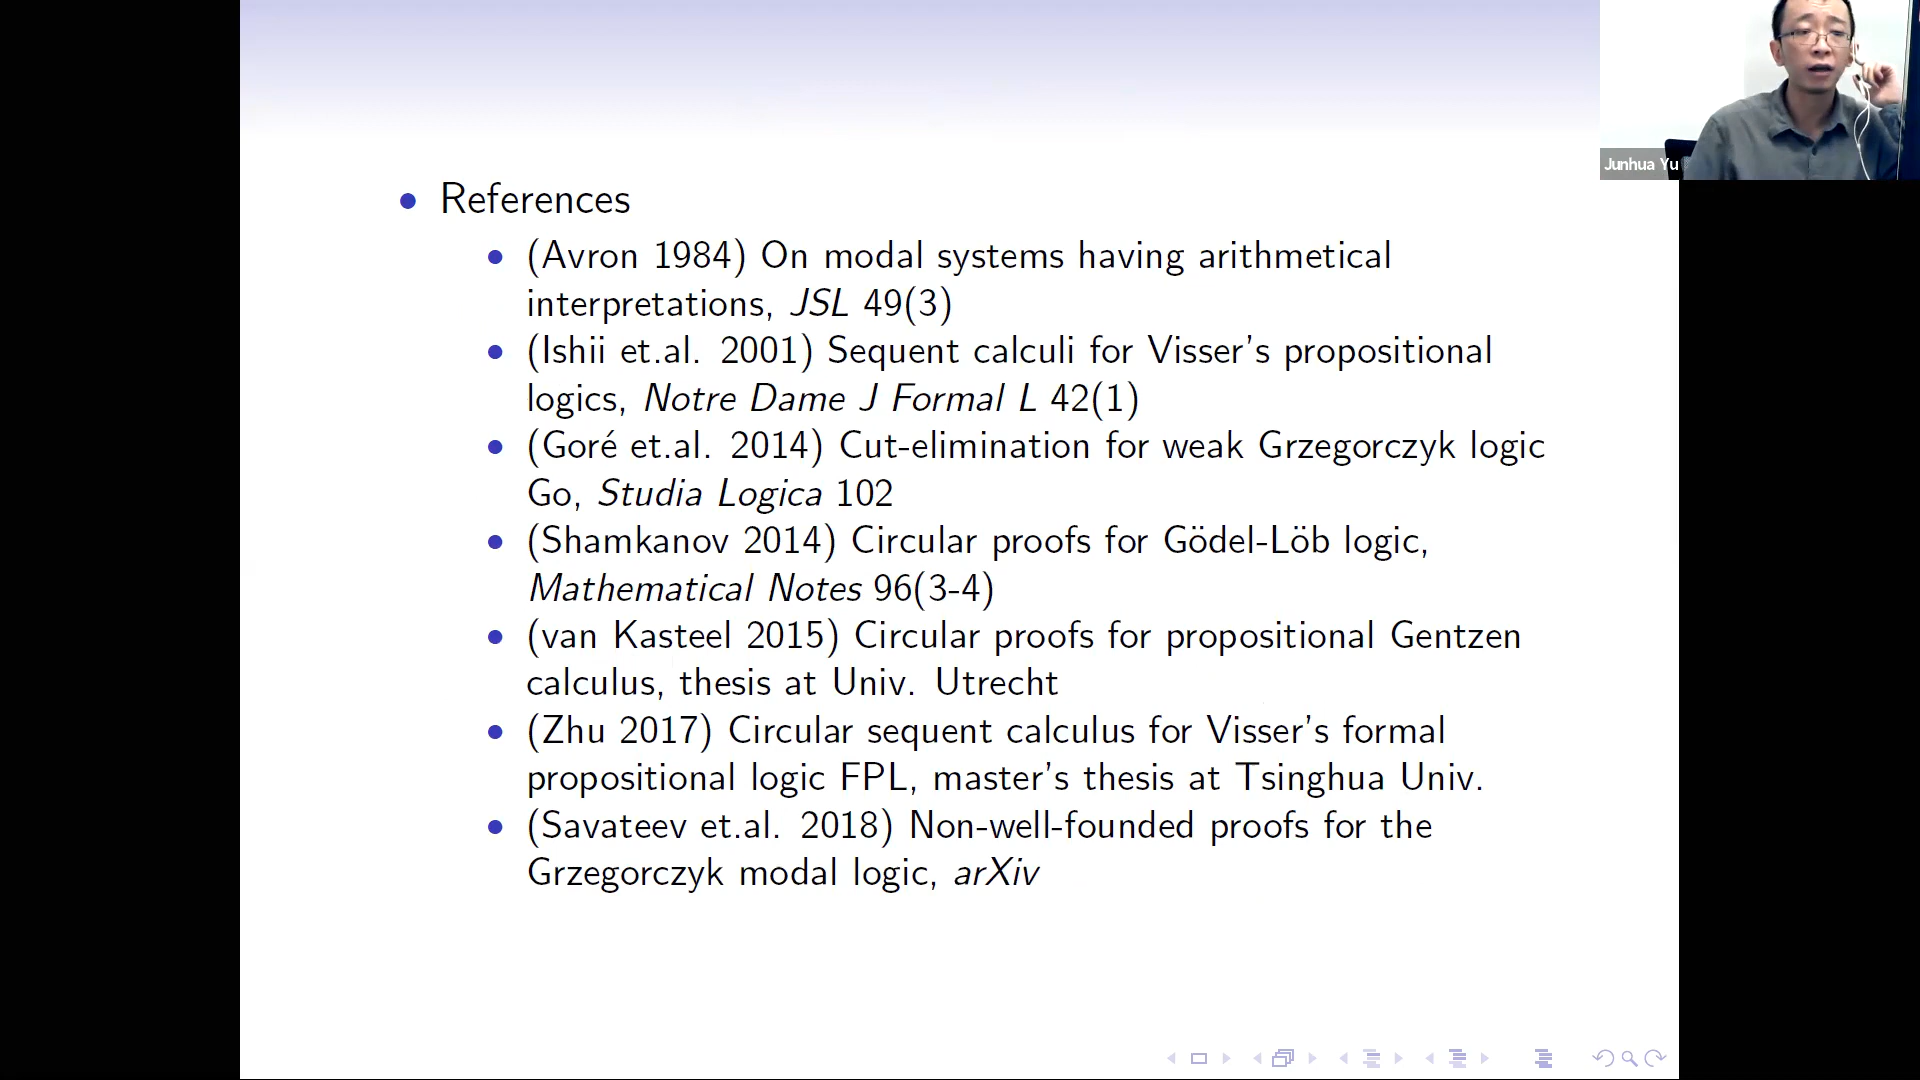 References
(Avron 1984) On modal systems having arithmetical
interpretations, JSL 49(3)
(Ishii et.al. 2001) Sequent calculi for Visser's propositional
logics, Notre Dame J Formal L 42(1)
(Goré et.al. 2014) Cut-elimination for weak Grzegorczyk logic
Go, Studia Logica 102
(Shamkanov 2014) Circular proofs for Gödel-Löb logic,
Mathematical Notes 96(3-4)
(van Kasteel 2015) Circular proofs for propositional Gentzen
calculus, thesis at Univ. Utrecht
(Zhu 2017) Circular sequent calculus for Visser's formal
propositional logic FPL, master's thesis at Tsinghua Univ.
(Savateev et.al. 2018) Non-well-founded proofs for the
Grzegorczyk modal logic, arXiv
Junhua Yu